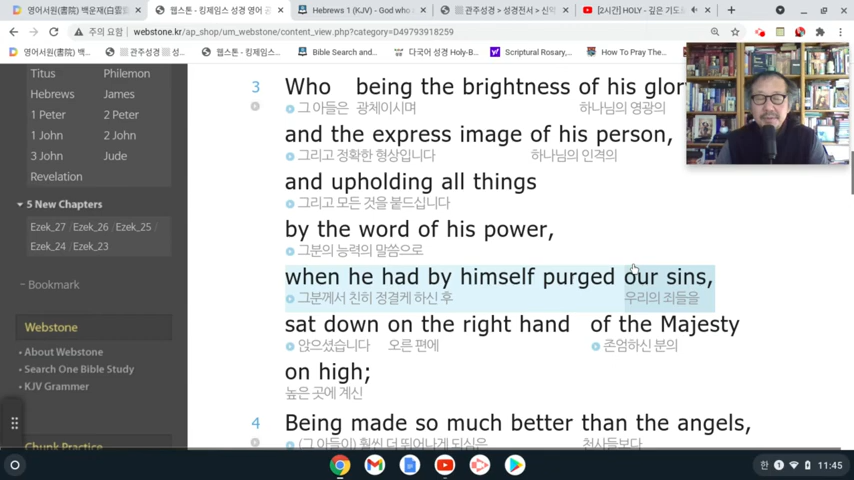 영어서원(書院) 백운재(白雲
웹스톤 - 킹제임스 성경 영어 공
Hebrews 1 (KJV) - God who a
관주성경 ::: 성경전서 > 신약
[2시간] HOLY - 깊은 기도로
주의 요함
webstone.kr/ap_shop/um_webstone/content_view.php?category=D49793918259
영어서원(書院) 백운재(白雲
관주성경 ::: 성
웹스톤 - 킹제임스
Bible Search and
다국어 성경 Holy-B
Scriptural Rosary,
How To Pray The
Titus Philemon
Hebrews James
1 Peter 2 Peter
1 John 2 John
3 John Jude
Revelation
5 New Chapters
Ezek_27 / Ezek_26 / Ezek_25 /
Ezek_24 / Ezek_23
- Bookmark
Webstone
About Webstone
Search One Bible Study
KJV Grammer
Chunk Practice
3 Who being the brightness of his glor
그 아들은 광체이시며 하나님의 영광의
and the express image of his person,
그리고 정확한 형상입니다 하나님의 인격의
and upholding all things
그리고 모든 것을 붙드십니다
by the word of his power,
그분의 능력의 말씀으로
when he had by himself purged our sins,
그분께서 친히 정결케 하신 후 우리의 죄들을
sat down on the right hand of the Majesty
앉으셨습니다 오른 편에 존엄하신 분의
on high;
높은 곳에 계신
4 Being made so much better than the angels,
(그 아들이) 훨씬 더 뛰어나게 되심은 천사들보다
한 1 11:45